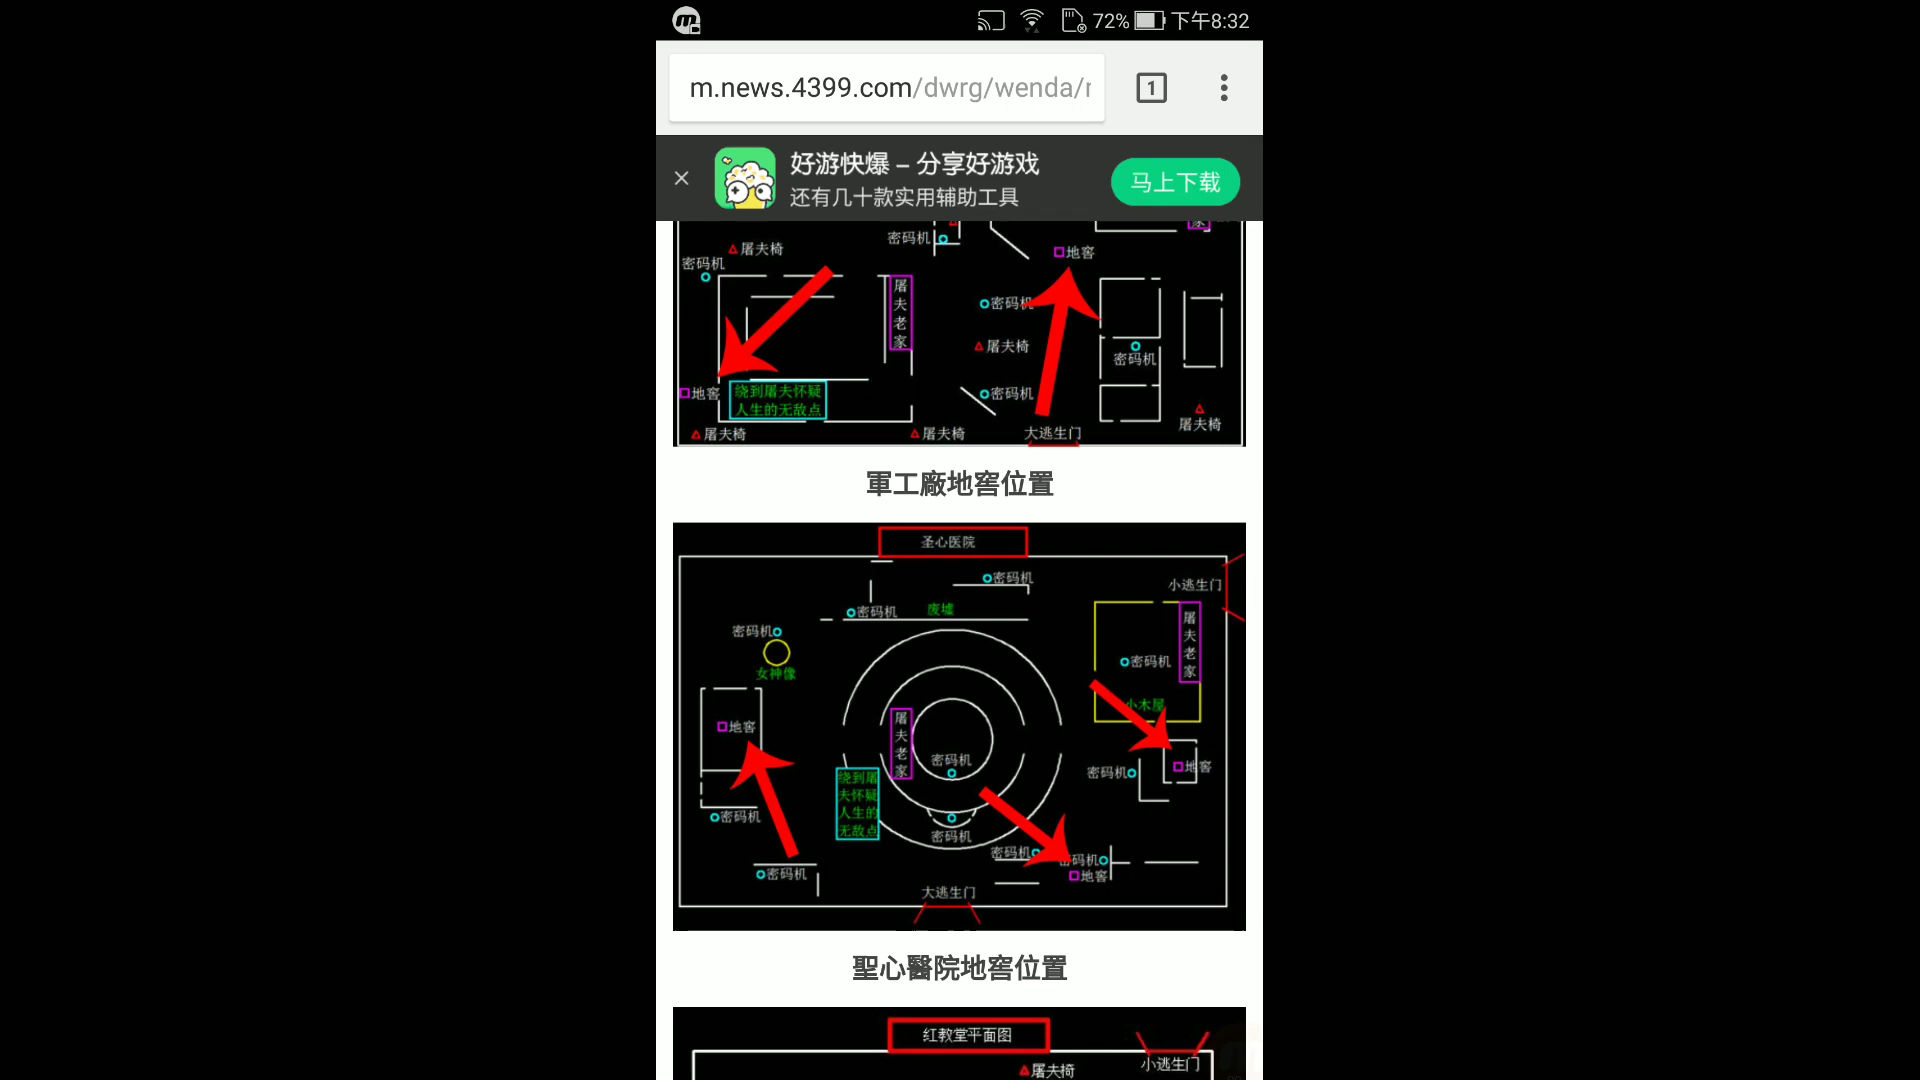 72% 下午8:32
m.news.4399.com/dwrg/wenda/
1
好游快爆 – 分享好游戏
还有几十款实用辅助工具
马上下载
密码机
屠夫椅
地窖
密码机
屠夫老家
密码机
屠夫椅
密码机
密码机
地窖
绕到屠夫怀疑
人生的无敌点
屠夫椅
屠夫椅
屠夫椅
大逃生门
軍工廠地窖位置
圣心医院
密码机
小逃生门
密码机
废墟
密码机
女神像
屠夫老家
密码机
小木屋
地窖
屠夫老家
密码机
密码机
地窖
绕到屠
夫怀疑
人生的
无敌点
密码机
密码机
密码机
密码机
密码机
地窖
大逃生门
聖心醫院地窖位置
红教堂平面图
小逃生门
屠夫椅